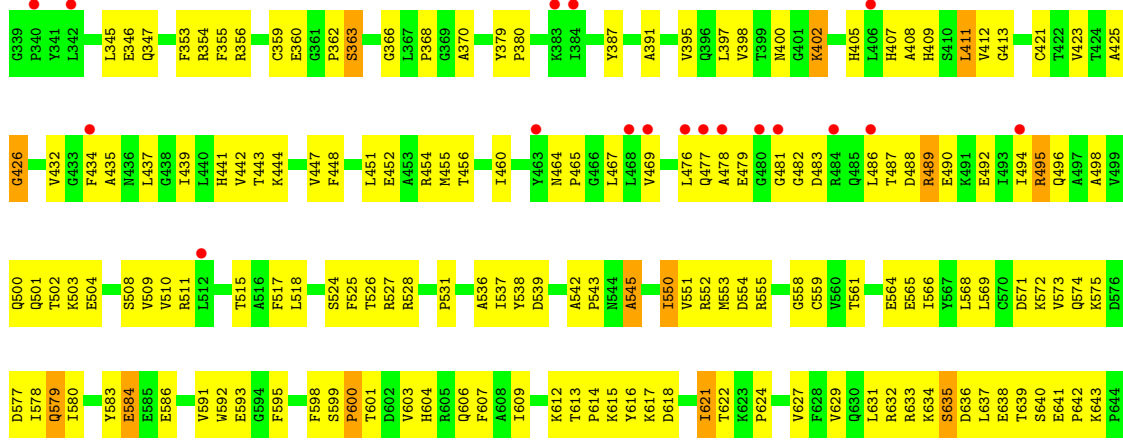 G339 P340 Y341 L342 L345 E346 Q347 F353 R354 F355 R356 C359 E360 G361 P362 S363 G366 L367 P368 G369 A370 Y379 P380 K383 I384 Y387 A391 V395 Q396 L397 V398 T399 N400 G401 K402 H405 L406 H407 A408 H409 S410 L411 V412 G413 C421 T422 V423 T424 A425
G426 V432 G433 F434 A435 N436 L437 G438 I439 L440 H441 V442 T443 K444 V447 F448 L451 E452 A453 R454 M455 T456 I460 Y463 N464 P465 G466 L467 L468 V469 L476 Q477 A478 E479 G480 G481 G482 D483 R484 Q485 L486 T487 D488 R489 E490 K491 E492 I493 I494 R495 Q496 A497 A498 V499
Q500 Q501 T502 K503 E504 S508 V509 V510 R511 L512 T515 A516 F517 L518 S524 F525 T526 R527 R528 P531 A536 I537 Y538 D539 A542 P543 N544 A545 I550 V551 R552 M553 D554 R555 G558 C559 V560 T561 E564 E565 I566 Y567 L568 L569 C570 D571 K572 V573 Q574 K575 D576
D577 I578 Q579 I580 Y583 E584 E585 E586 V591 W592 E593 G594 F595 F598 S599 P600 T601 D602 V603 H604 R605 Q606 F607 A608 I609 K612 T613 P614 K615 Y616 K617 D618 I621 T622 K623 P624 V627 F628 V629 Q630 L631 R632 R633 K634 S635 D636 L637 E638 T639 S640 E641 P642 K643 P644